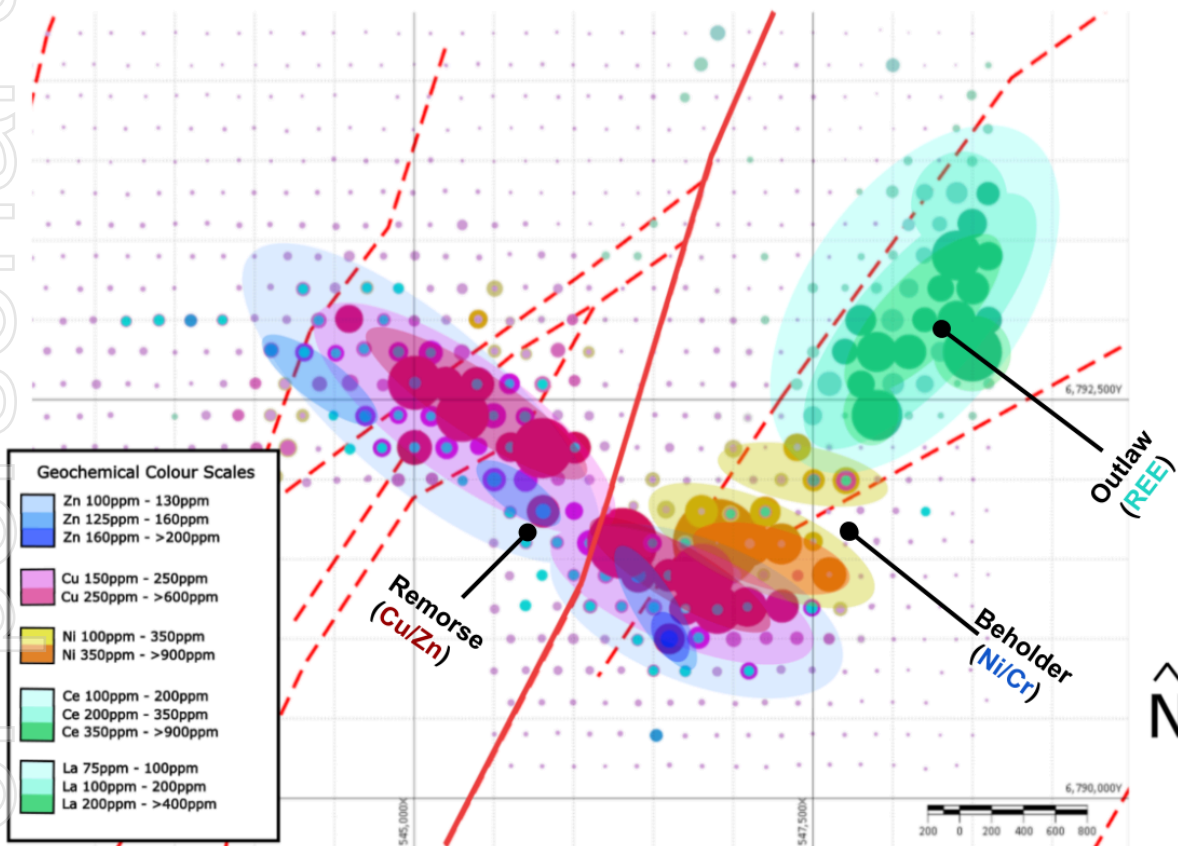 Geochemical Colour Scales
Zn 100ppm - 130ppm
Zn 125ppm - 160ppm
Zn 160ppm - >200ppm
Cu 150ppm - 250ppm
Cu 250ppm - >600ppm
Ni 100ppm - 350ppm
Ni 350ppm - >900ppm
Ce 100ppm - 200ppm
Ce 200ppm - 350ppm
Ce 350ppm - >900ppm
La 75ppm - 100ppm
La 100ppm - 200ppm
La 200ppm - >400ppm
Remorse
(Cu/Zn)
Beholder
(Ni/Cr)
Outlaw
(REE)
6,792,500Y
6,790,000Y
545,000X
547,500X
200 0 200 400 600 800
N